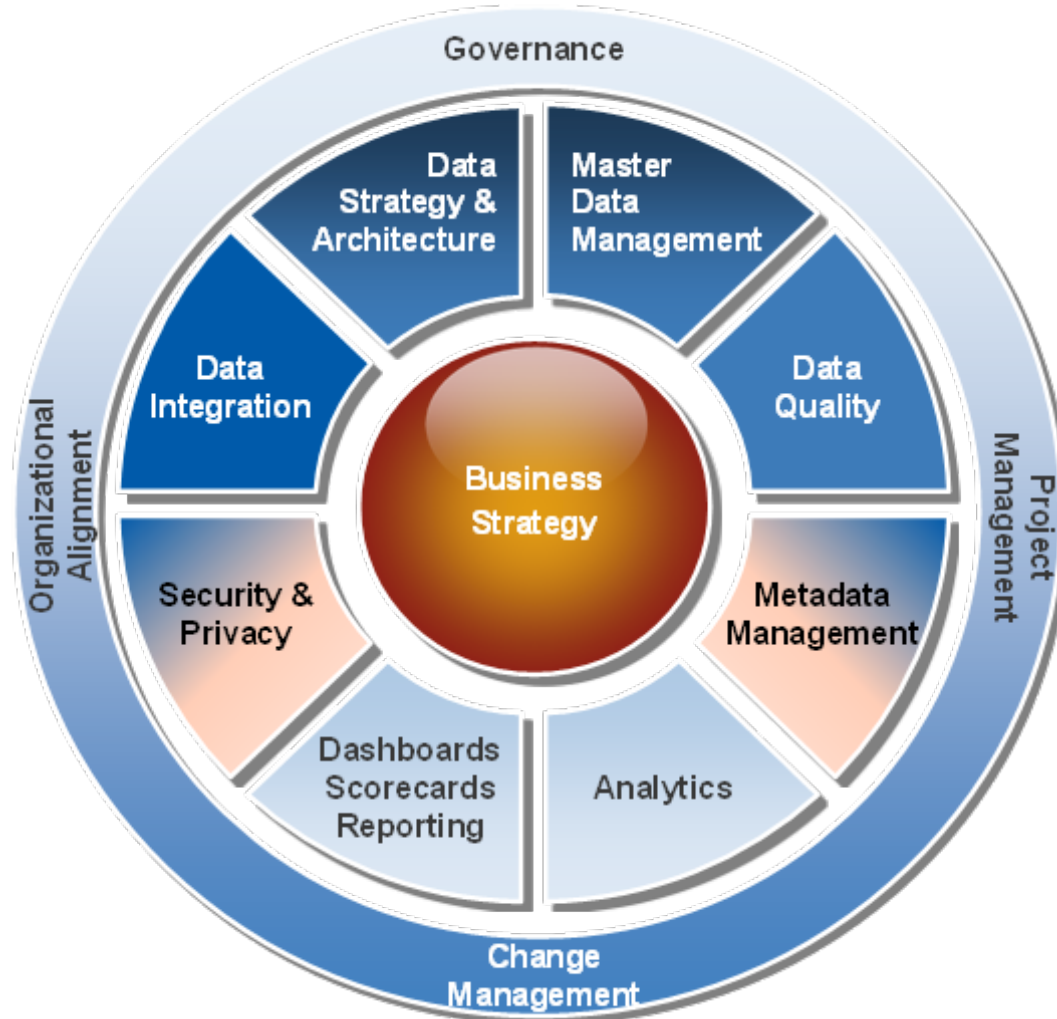 Governance
Data
Strategy &
Architecture
Master
Data
Management
Data
Integration
Data
Quality
Organizational
Alignment
Business
Strategy
Project
Management
Security &
Privacy
Metadata
Management
Dashboards
Scorecards
Reporting
Analytics
Change
Management